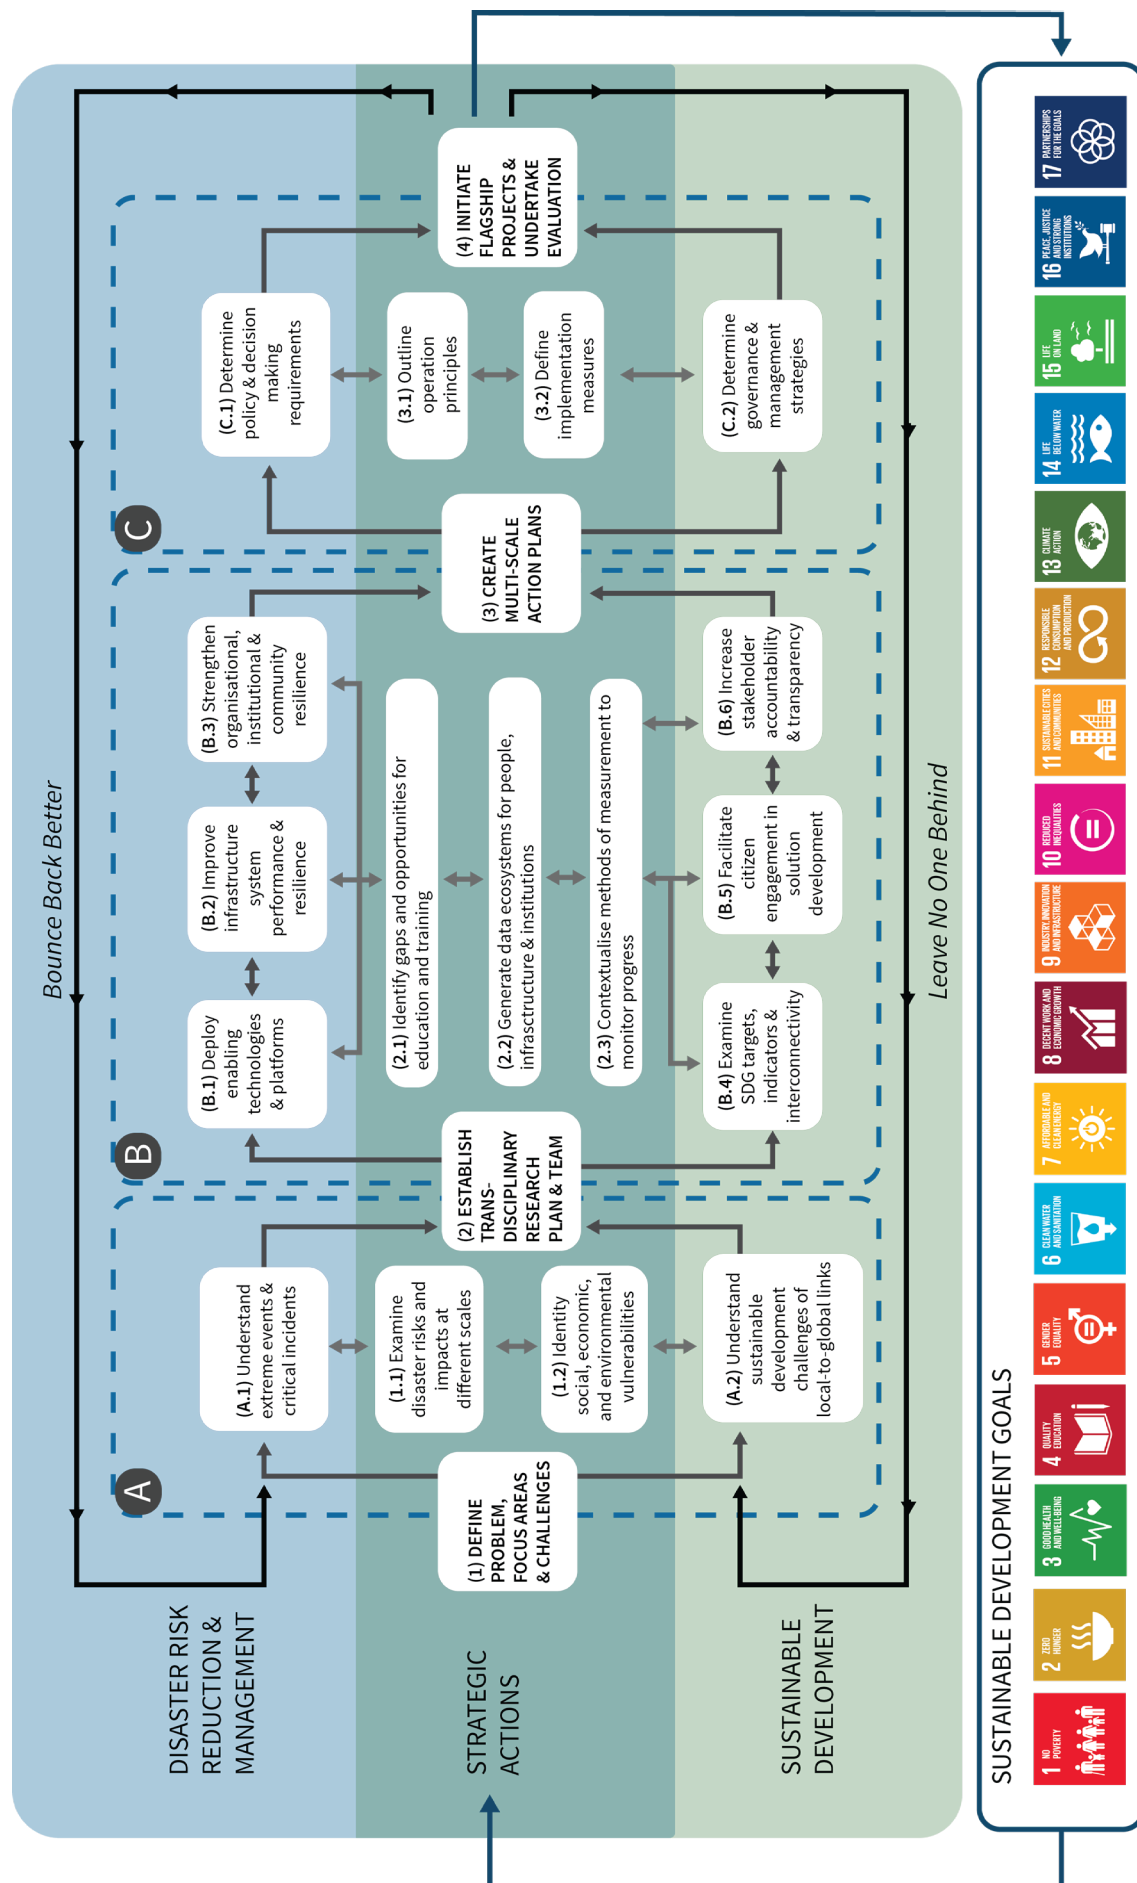 DISASTER RISK
REDUCTION &
MANAGEMENT
STRATEGIC
ACTIONS
SUSTAINABLE
DEVELOPMENT
Bounce Back Better
A
(A.1) Understand
extreme events &
critical incidents
(1) DEFINE
PROBLEM,
FOCUS AREAS
& CHALLENGES
(1.1) Examine
disaster risks and
impacts at
different scales
(1.2) Identity
social, economic,
and environmental
vulnerabilities
(A.2) Understand
sustainable
development
challenges of
local-to-global links
B
(2) ESTABLISH
TRANS-
DISCIPLINARY
RESEARCH
PLAN & TEAM
(B.1) Deploy
enabling
technologies
& platforms
(B.2) Improve
infrastructure
system
performance &
resilience
(B.3) Strengthen
organisational,
institutional &
community
resilience
(2.1) Identify gaps and opportunities for
education and training
(2.2) Generate data ecosystems for people,
infrasctructure & institutions
(2.3) Contextualise methods of measurement to
monitor progress
(B.4) Examine
SDG targets,
indicators &
interconnectivity
(B.5) Facilitate
citizen
engagement in
solution
development
(B.6) Increase
stakeholder
accountability
& transparency
C
(3) CREATE
MULTI-SCALE
ACTION PLANS
(C.1) Determine
policy & decision
making
requirements
(3.1) Outline
operation
principles
(3.2) Define
implementation
measures
(C.2) Determine
governance &
management
strategies
(4) INITIATE
FLAGSHIP
PROJECTS &
UNDERTAKE
EVALUATION
Leave No One Behind
SUSTAINABLE DEVELOPMENT GOALS
1 NO
POVERTY
2 ZERO
HUNGER
3 GOOD HEALTH
AND WELL-BEING
4 QUALITY
EDUCATION
5 GENDER
EQUALITY
6 CLEAN WATER
AND SANITATION
7 AFFORDABLE AND
CLEAN ENERGY
8 DECENT WORK AND
ECONOMIC GROWTH
9 INDUSTRY, INNOVATION
AND INFRASTRUCTURE
10 REDUCED
INEQUALITIES
11 SUSTAINABLE CITIES
AND COMMUNITIES
12 RESPONSIBLE
CONSUMPTION
AND PRODUCTION
13 CLIMATE
ACTION
14 LIFE
BELOW WATER
15 LIFE
ON LAND
16 PEACE, JUSTICE
AND STRONG
INSTITUTIONS
17 PARTNERSHIPS
FOR THE GOALS